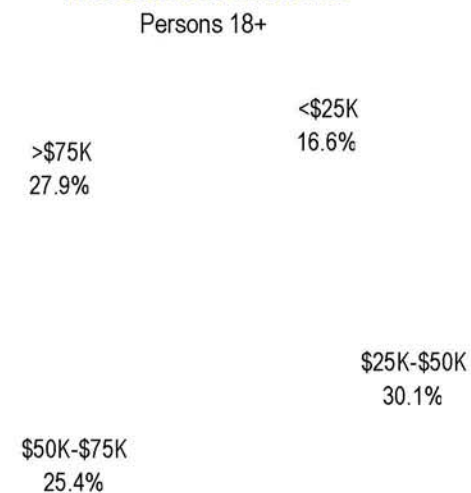 Persons 18+
<$25K
16.6%
>$75K
27.9%
$25K-$50K
30.1%
$50K-$75K
25.4%